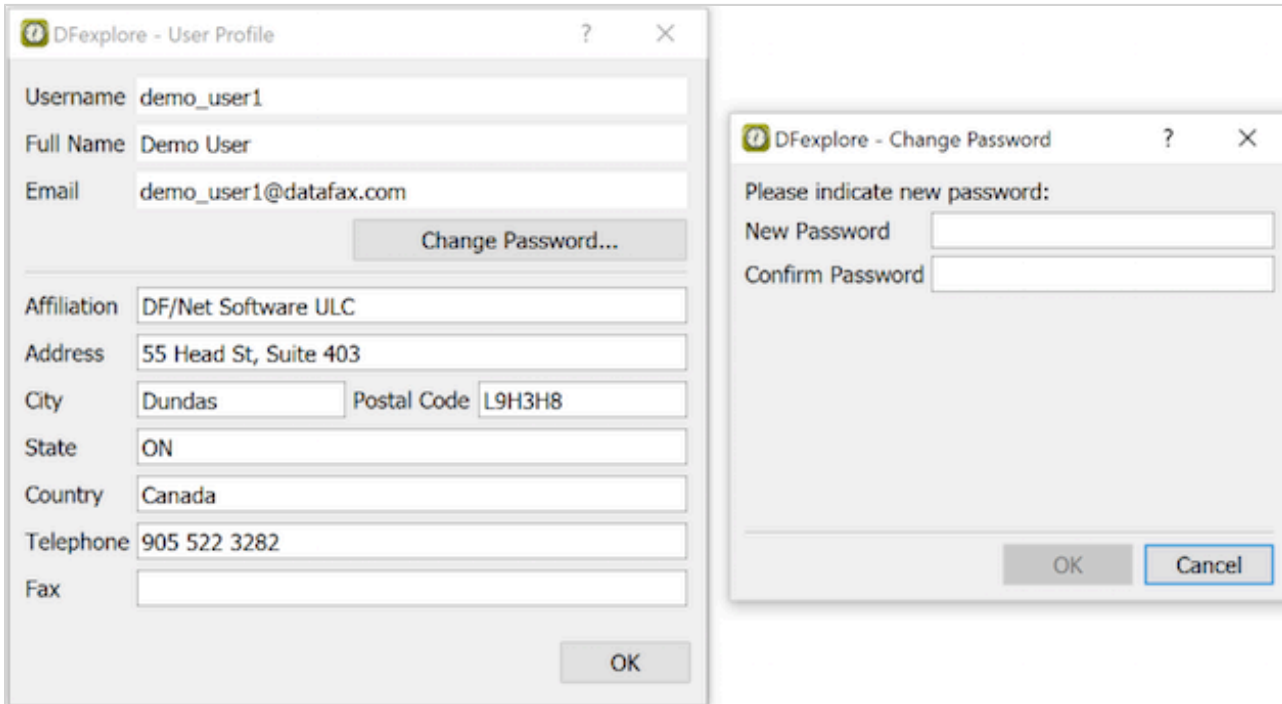 DFexplore - User Profile ?
Username demo_user1
Full Name Demo User
Email demo_user1@datafax.com
Change Password...
Affiliation DF/Net Software ULC
Address 55 Head St, Suite 403
City Dundas Postal Code L9H3H8
State ON
Country Canada
Telephone 905 522 3282
Fax
OK
DFexplore - Change Password ?
Please indicate new password:
New Password
Confirm Password
OK Cancel